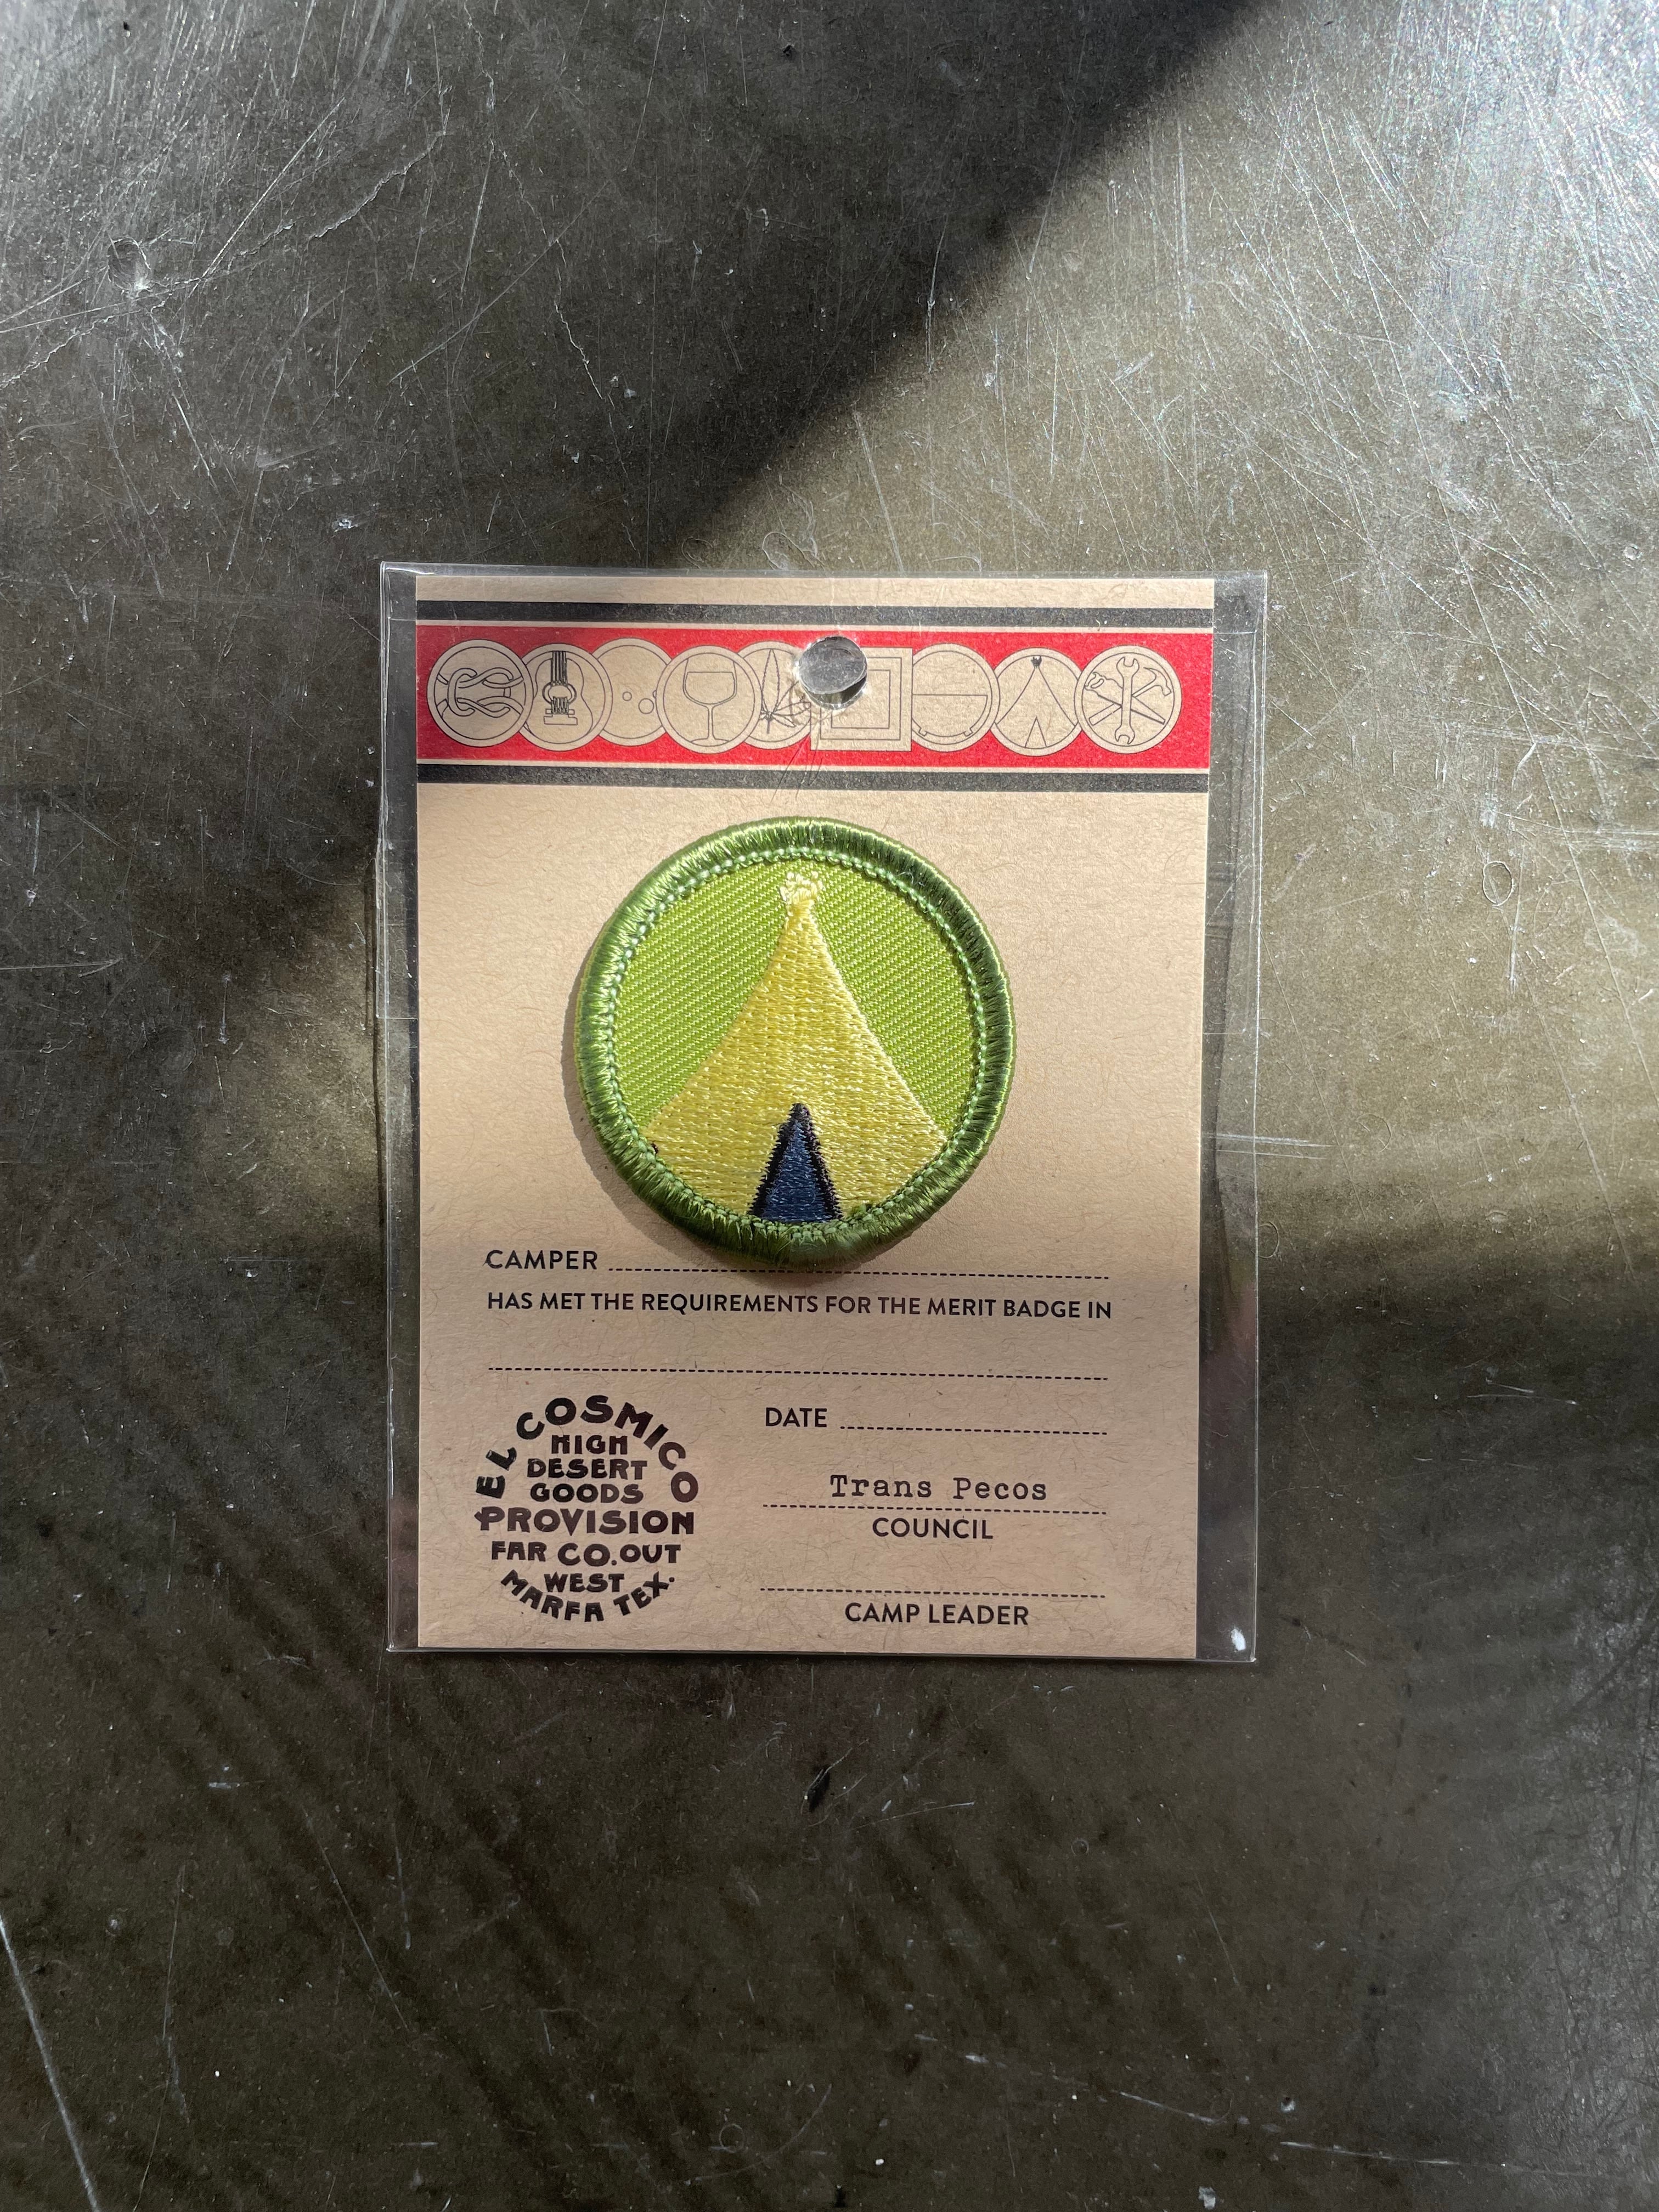 CAMPER
HAS MET THE REQUIREMENTS FOR THE MERIT BADGE IN
EL COSMICO
HIGH
DESERT
GOODS
PROVISION
FAR CO. OUT
WEST
MARFA TEX.
DATE
Trans Pecos
COUNCIL
CAMP LEADER